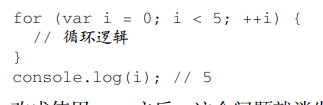 for (var i = 0; i < 5; ++i) {
// 循环逻辑
}
console.log(i); // 5